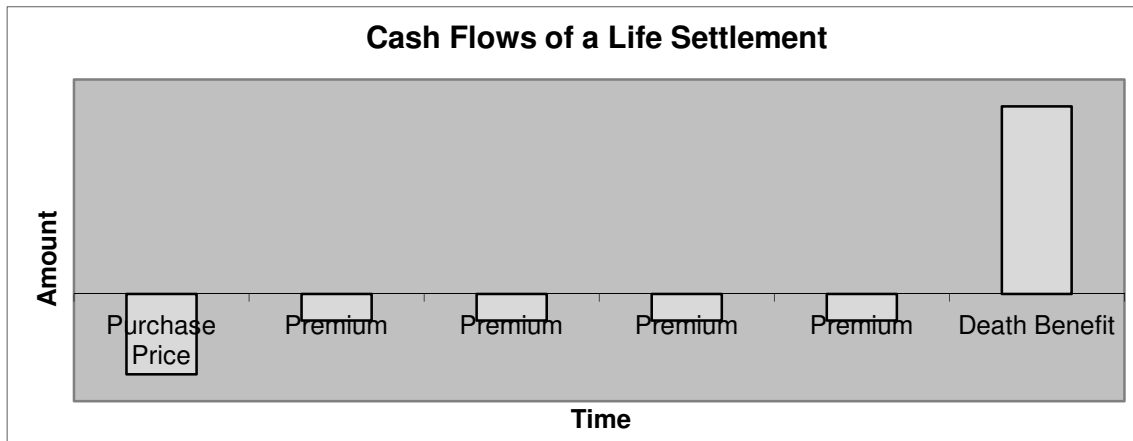 Cash Flows of a Life Settlement
Amount
Purchase
Price
Premium
Premium
Premium
Premium
Death Benefit
Time